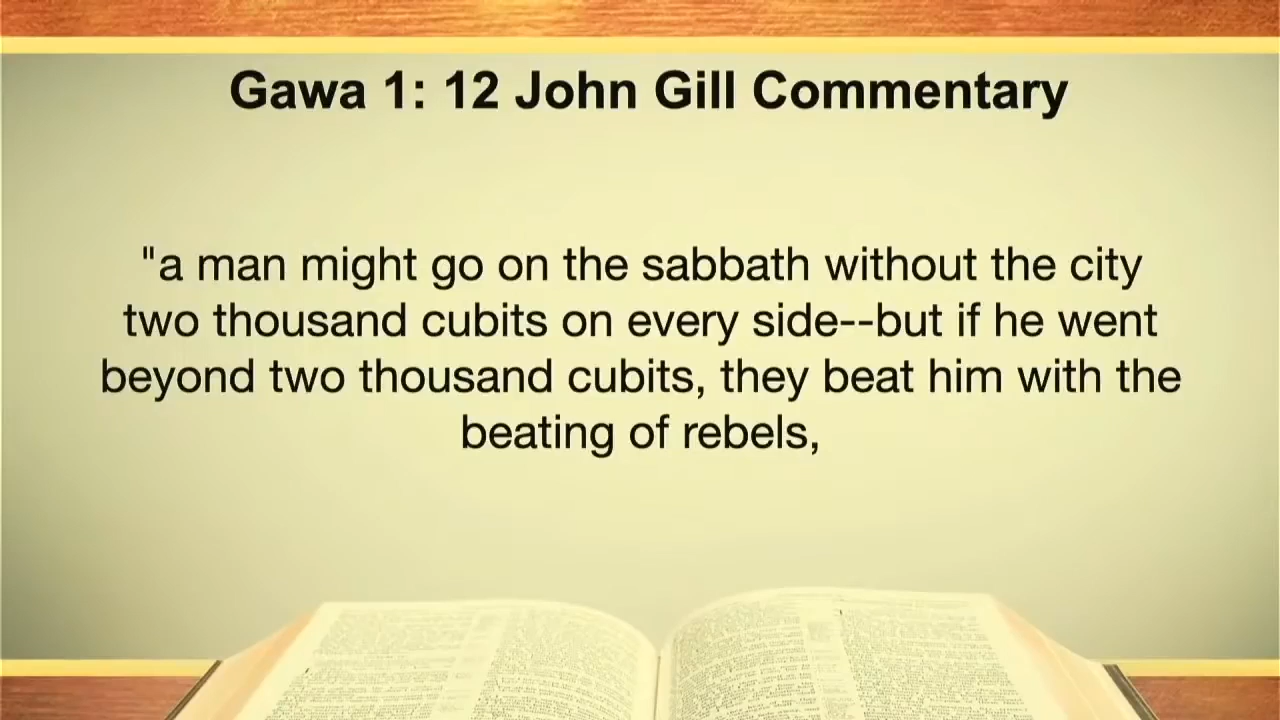 Gawa 1: 12 John Gill Commentary
"a man might go on the sabbath without the city
two thousand cubits on every side--but if he went
beyond two thousand cubits, they beat him with the
beating of rebels,